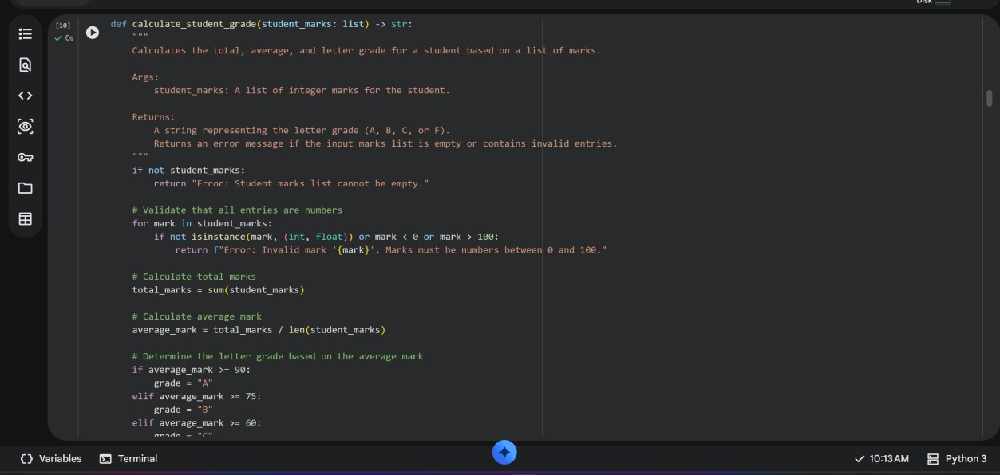 Disk
[10]
0s
def calculate_student_grade(student_marks: list) -> str:
    """
    Calculates the total, average, and letter grade for a student based on a list of marks.

    Args:
        student_marks: A list of integer marks for the student.

    Returns:
        A string representing the letter grade (A, B, C, or F).
        Returns an error message if the input marks list is empty or contains invalid entries.
    """
    if not student_marks:
        return "Error: Student marks list cannot be empty."

    # Validate that all entries are numbers
    for mark in student_marks:
        if not isinstance(mark, (int, float)) or mark < 0 or mark > 100:
            return f"Error: Invalid mark '{mark}'. Marks must be numbers between 0 and 100."

    # Calculate total marks
    total_marks = sum(student_marks)

    # Calculate average mark
    average_mark = total_marks / len(student_marks)

    # Determine the letter grade based on the average mark
    if average_mark >= 90:
        grade = "A"
    elif average_mark >= 75:
        grade = "B"
    elif average_mark >= 60:
        grade = "C"
{} Variables
Terminal
10:13 AM
Python 3